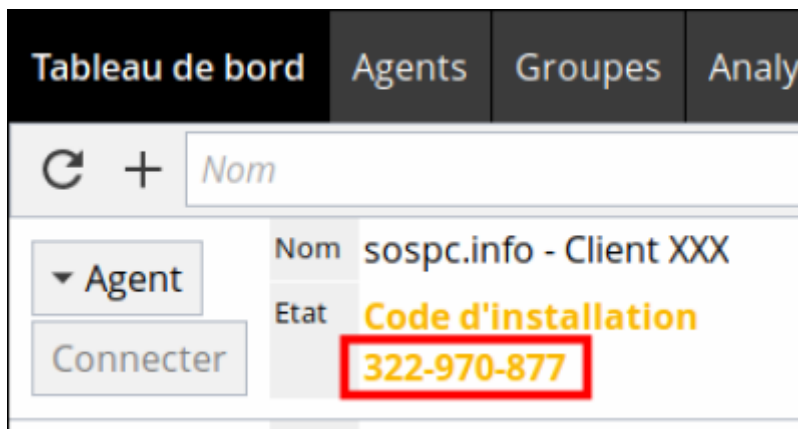 Tableau de bord Agents Groupes Analy
Nom
Nom sospc.info - Client XXX
Agent
Etat Code d'installation
Connecter 322-970-877